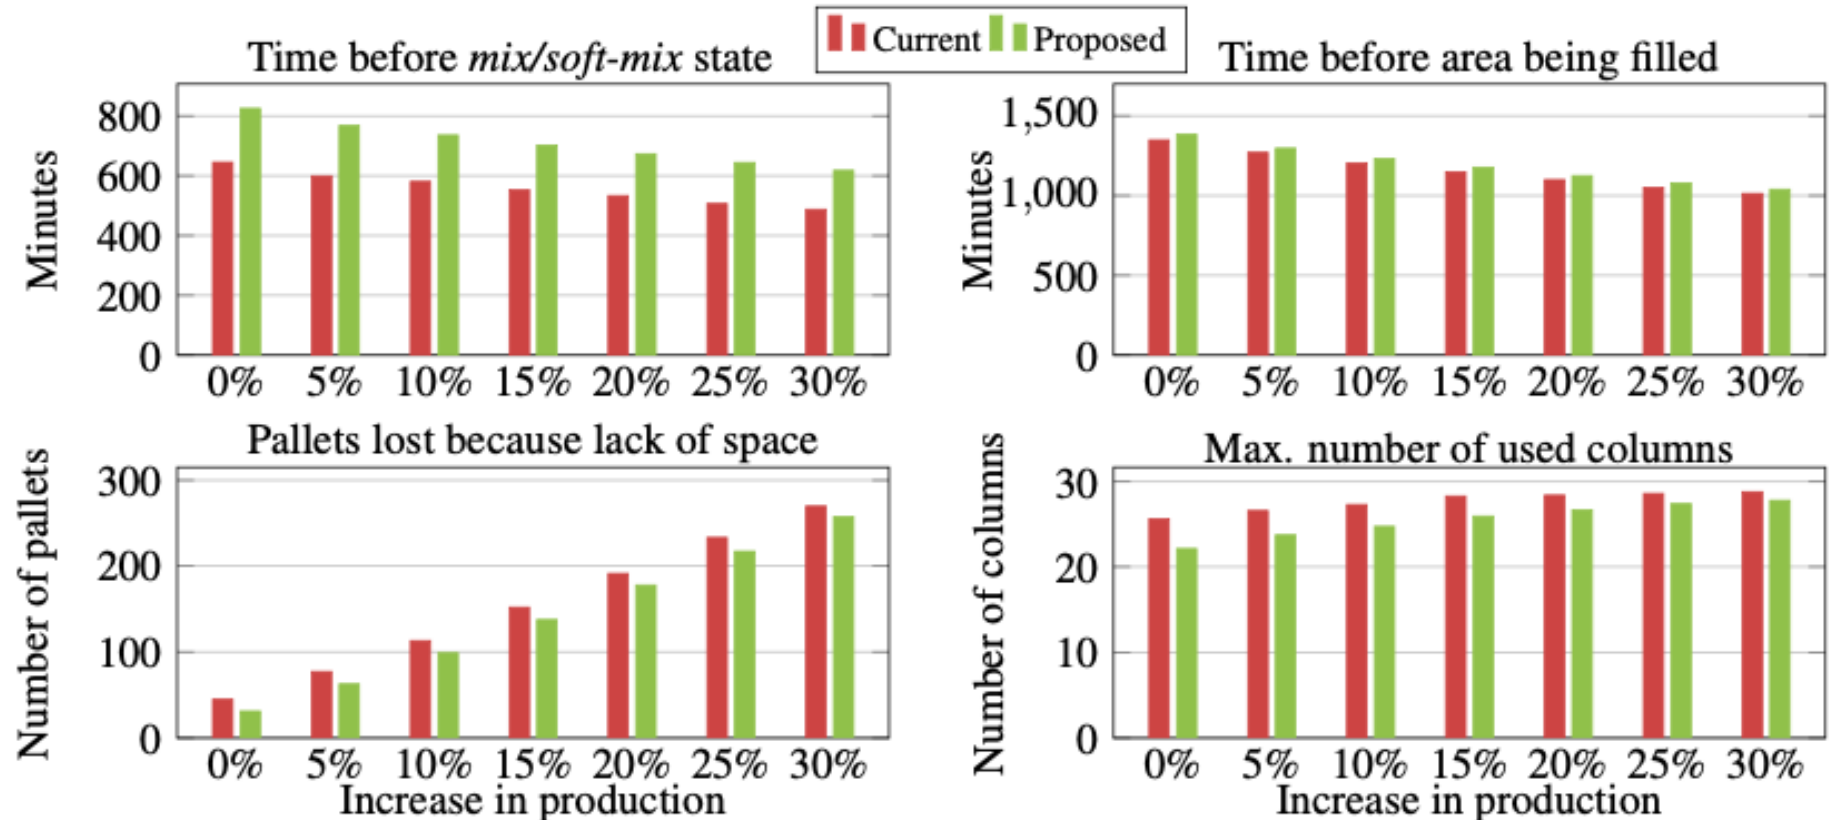 Current Proposed
Time before mix/soft-mix state
Minutes
800
600
400
200
0
0% 5% 10% 15% 20% 25% 30%
Time before area being filled
Minutes
1,500
1,000
500
0
0% 5% 10% 15% 20% 25% 30%
Pallets lost because lack of space
Number of pallets
300
200
100
0
0% 5% 10% 15% 20% 25% 30%
Increase in production
Max. number of used columns
Number of columns
30
20
10
0
0% 5% 10% 15% 20% 25% 30%
Increase in production